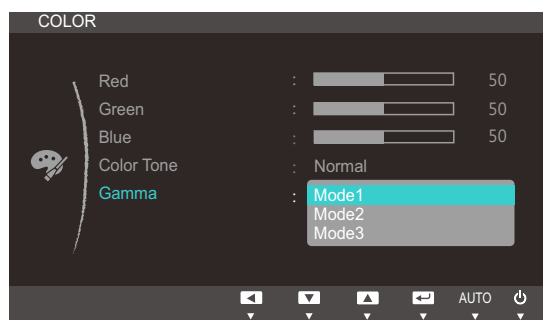 COLOR
Red : 50
Green : 50
Blue : 50
Color Tone : Normal
Gamma : Mode1
Mode2
Mode3
AUTO